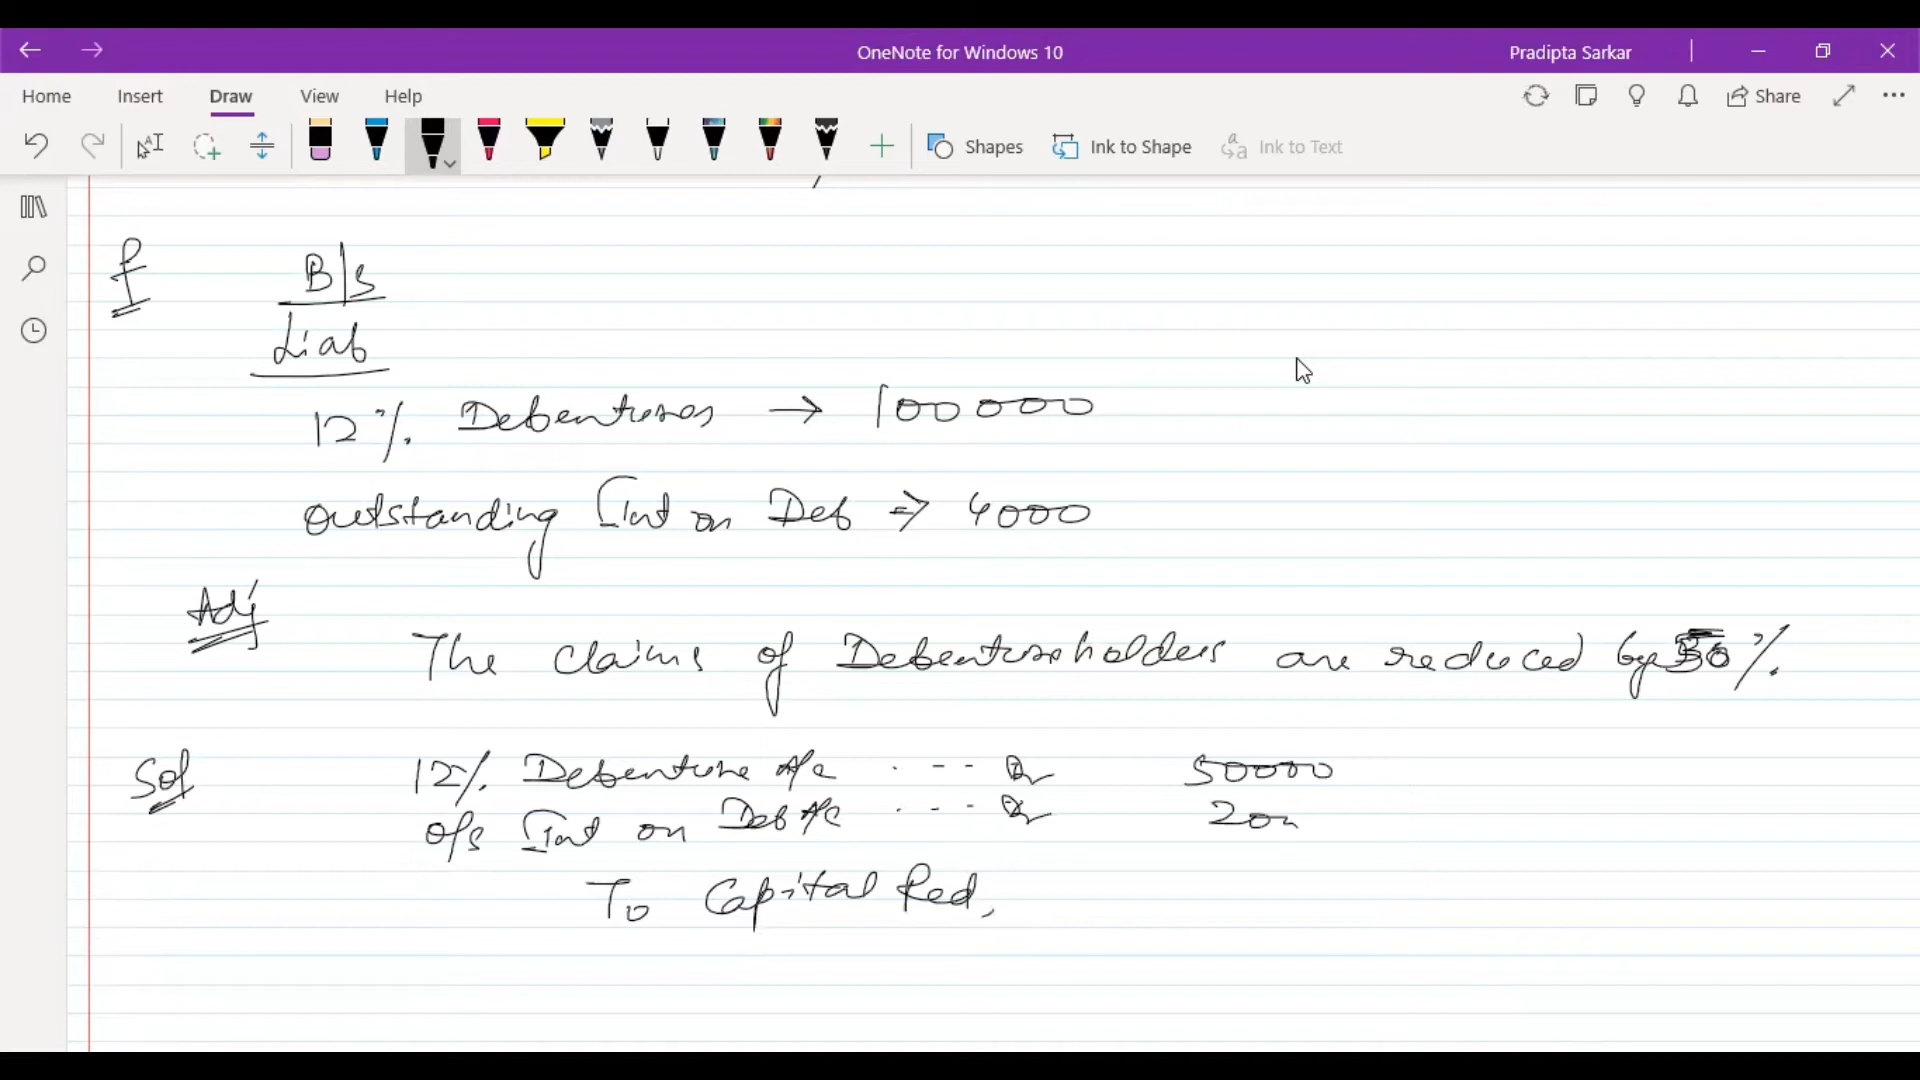 OneNote for Windows 10
Pradipta Sarkar
Home Insert Draw View Help
Share
Shapes Ink to Shape Ink to Text
f B/s
Liab
12% Debentures → 100000
outstanding Int on Deb ⇒ 4000
Adj
The claims of Debentureholders are reduced by 50%.
Sol 12% Debenture A/c . - - Dr 50000
o/s Int on Deb A/c . - - - Dr 200
To Capital Red,